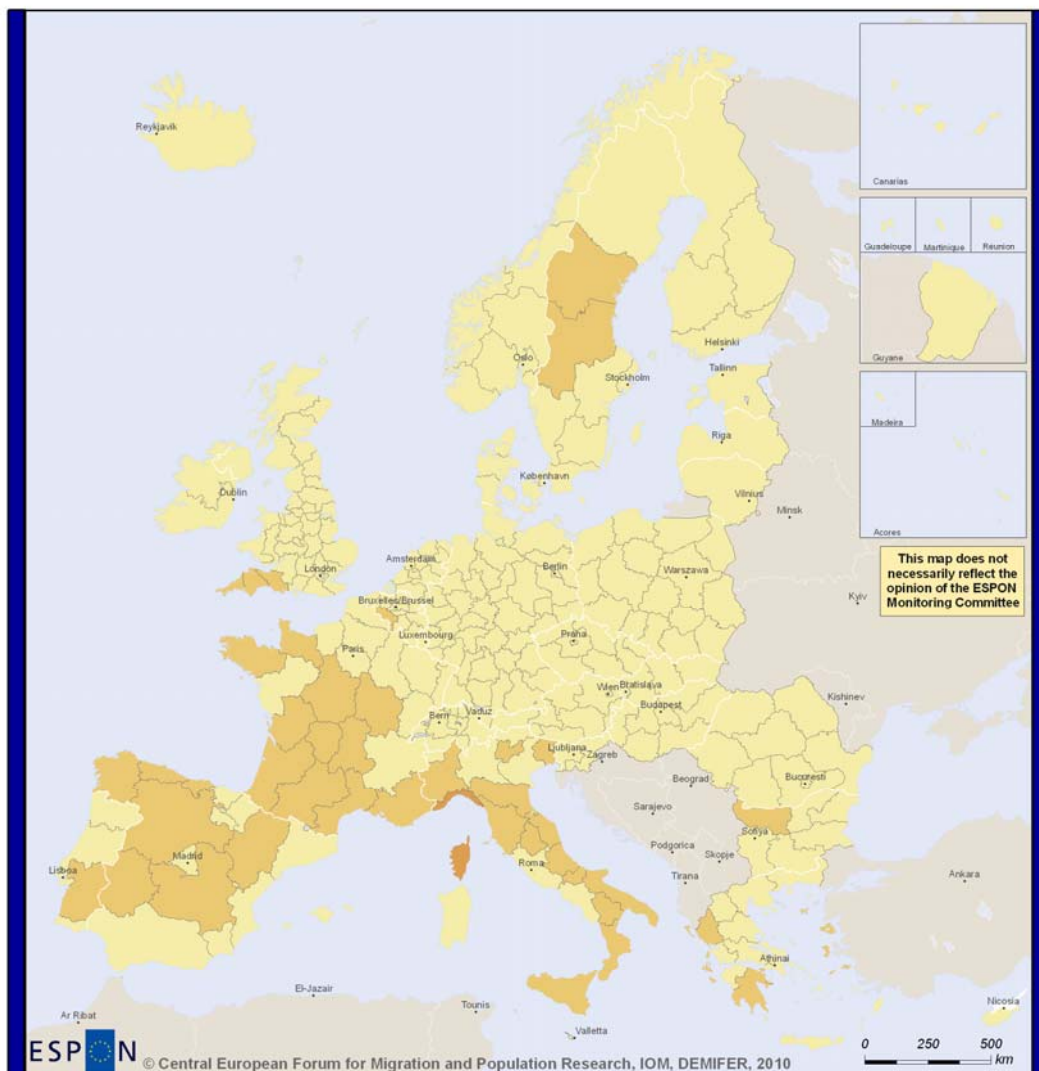 Reykjavik
Canarias
Guadeloupe
Martinique
Réunion
Guyane
Madeira
Acores
This map does not
necessarily reflect the
opinion of the ESPON
Monitoring Committee
Oslo
Helsinki
Tallinn
Stockholm
Riga
København
Vilnius
Minsk
Dublin
Amsterdam
Berlin
Warszawa
London
Bruxelles/Brussel
Kyiv
Luxembourg
Praha
Paris
Wien
Bratislava
Kishinev
Bern
Vaduz
Budapest
Ljubljana
Zagreb
Beograd
Bucuresti
Sarajevo
Sofiya
Podgorica
Skopje
Madrid
Roma
Lisboa
Tirana
Ankara
Athinai
El-Jazair
Tounis
Nicosia
Ar Ribat
Valletta
ESPON
© Central European Forum for Migration and Population Research, IOM, DEMIFER, 2010
0 250 500
km